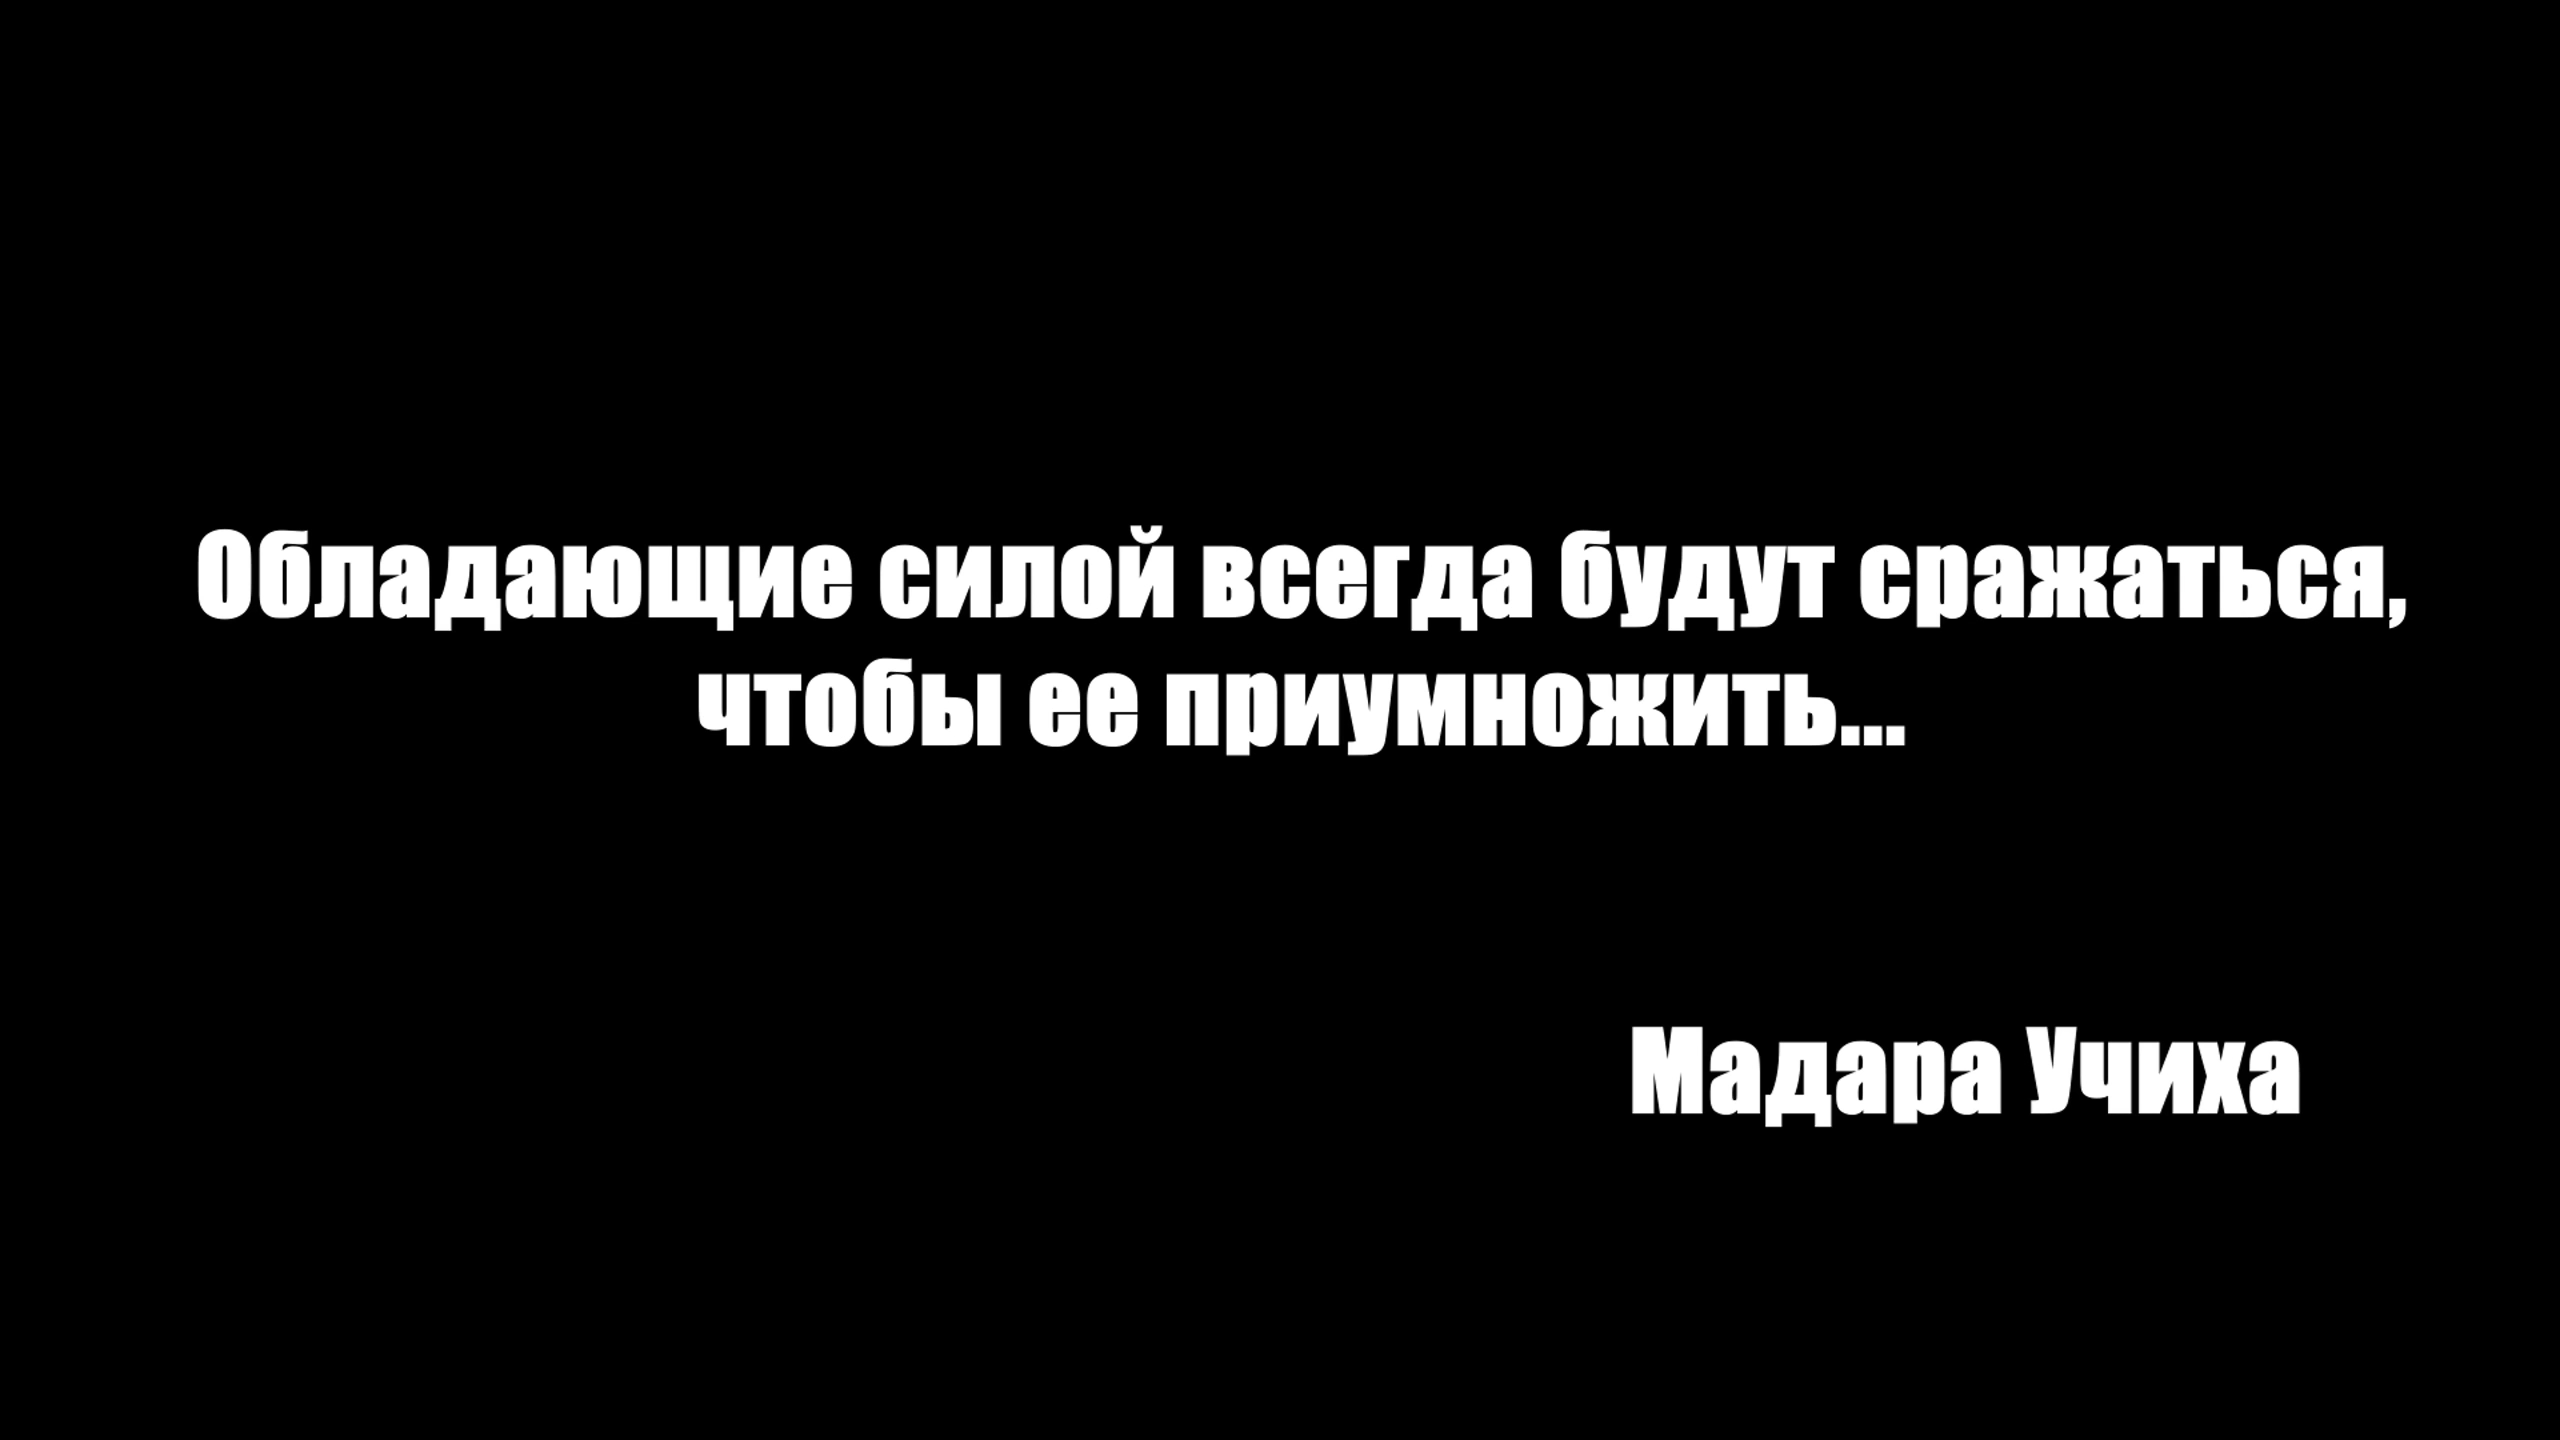 Обладающие силой всегда будут сражаться,
чтобы ее приумножить...
Мадара Учиха